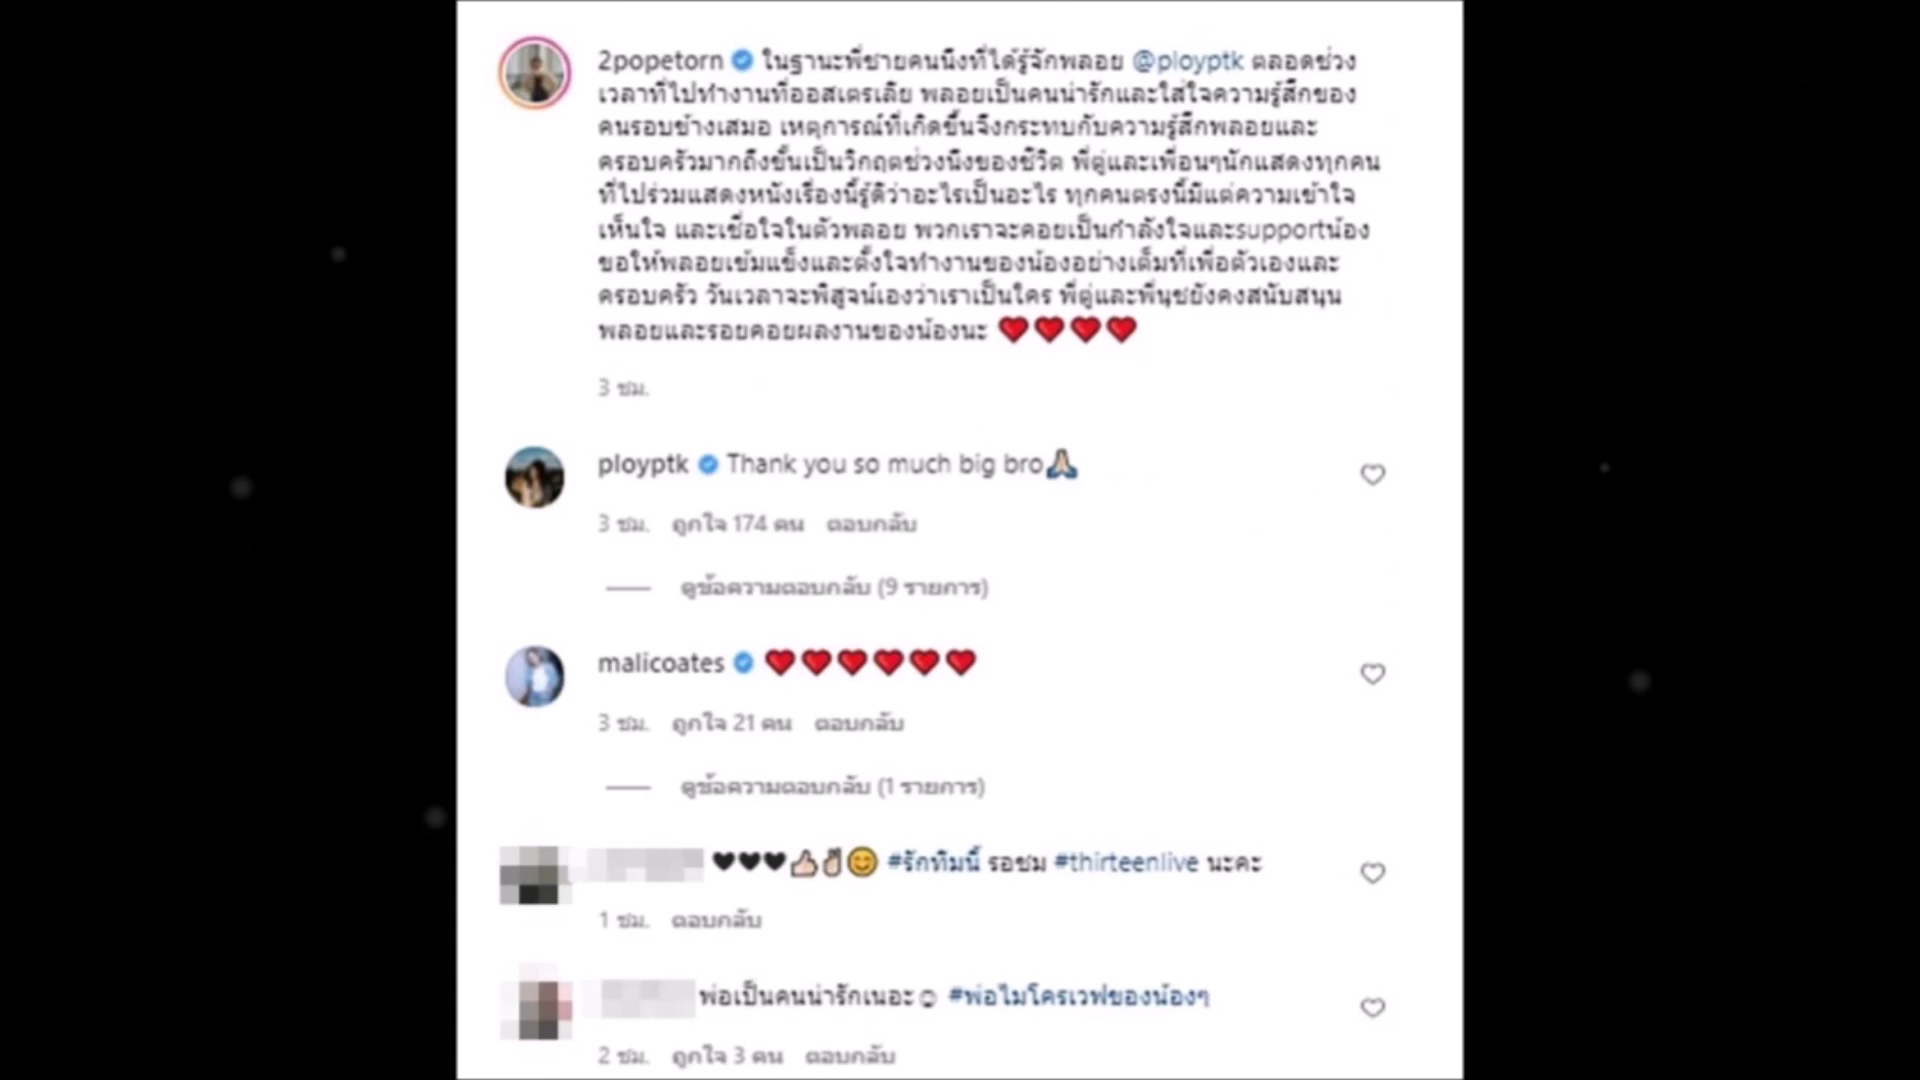 2popetorn ในฐานะพี่ชายคนนึงที่ได้รู้จักพลอย @ployptk ตลอดช่วง
เวลาที่ไปทำงานที่ออสเตรเลีย พลอยเป็นคนน่ารักและใส่ใจความรู้สึกของ
คนรอบข้างเสมอ เหตุการณ์ที่เกิดขึ้นจึงกระทบกับความรู้สึกพลอยและ
ครอบครัวมากถึงขั้นเป็นวิกฤตช่วงนึงของชีวิต พี่ตู่และเพื่อนๆนักแสดงทุกคน
ที่ไปร่วมแสดงหนังเรื่องนี้รู้ดีว่าอะไรเป็นอะไร ทุกคนตรงนี้มีแต่ความเข้าใจ
เห็นใจ และเชื่อใจในตัวพลอย พวกเราจะคอยเป็นกำลังใจและsupportน้อง
ขอให้พลอยเข้มแข็งและตั้งใจทำงานของน้องอย่างเต็มที่เพื่อตัวเองและ
ครอบครัว วันเวลาจะพิสูจน์เองว่าเราเป็นใคร พี่ตู่และพี่นุชยังคงสนับสนุน
พลอยและรอยคอยผลงานของน้องนะ ❤️❤️❤️❤️
3 ชม.
ployptk Thank you so much big bro🙏🏻
3 ชม. ถูกใจ 174 คน ตอบกลับ
ดูข้อความตอบกลับ (9 รายการ)
malicoates ❤️❤️❤️❤️❤️❤️
3 ชม. ถูกใจ 21 คน ตอบกลับ
ดูข้อความตอบกลับ (1 รายการ)
🖤🖤🖤👍🏻✌🏻😊 #รักทีมนี้ รอชม #thirteenlive นะคะ
1 ชม. ตอบกลับ
พ่อเป็นคนน่ารักเนอะ☺ #พ่อไมโครเวฟของน้องๆ
2 ชม. ถูกใจ 3 คน ตอบกลับ